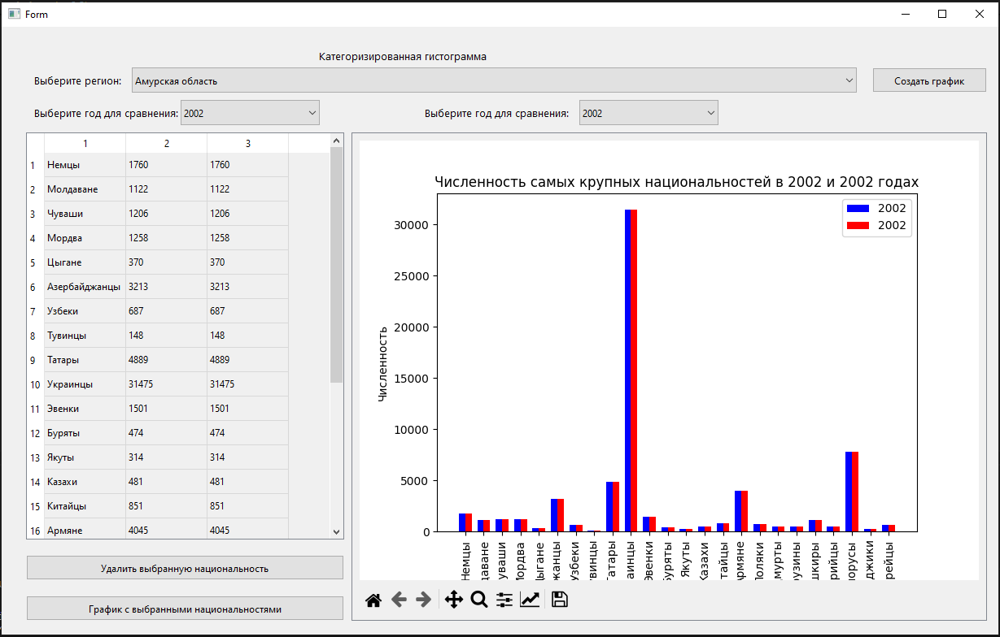 Form
Категоризированная гистограмма
Выберите регион: Амурская область Создать график
Выберите год для сравнения: 2002 Выберите год для сравнения: 2002
1 2 3
1 Немцы 1760 1760
2 Молдаване 1122 1122
3 Чуваши 1206 1206
4 Мордва 1258 1258
5 Цыгане 370 370
6 Азербайджанцы 3213 3213
7 Узбеки 687 687
8 Тувинцы 148 148
9 Татары 4889 4889
10 Украинцы 31475 31475
11 Эвенки 1501 1501
12 Буряты 474 474
13 Якуты 314 314
14 Казахи 481 481
15 Китайцы 851 851
16 Армяне 4045 4045
Удалить выбранную национальность
График с выбранными национальностями
Численность самых крупных национальностей в 2002 и 2002 годах
2002
2002
Численность
30000
25000
20000
15000
10000
5000
0
Немцы
даване
уваши
Мордва
ыгане
жанцы
Узбеки
увинцы
Татары
аинцы
Эвенки
Буряты
Якуты
Казахи
тайцы
рмяне
Поляки
дмурты
рузины
шкиры
рийцы
лорусы
джики
рейцы